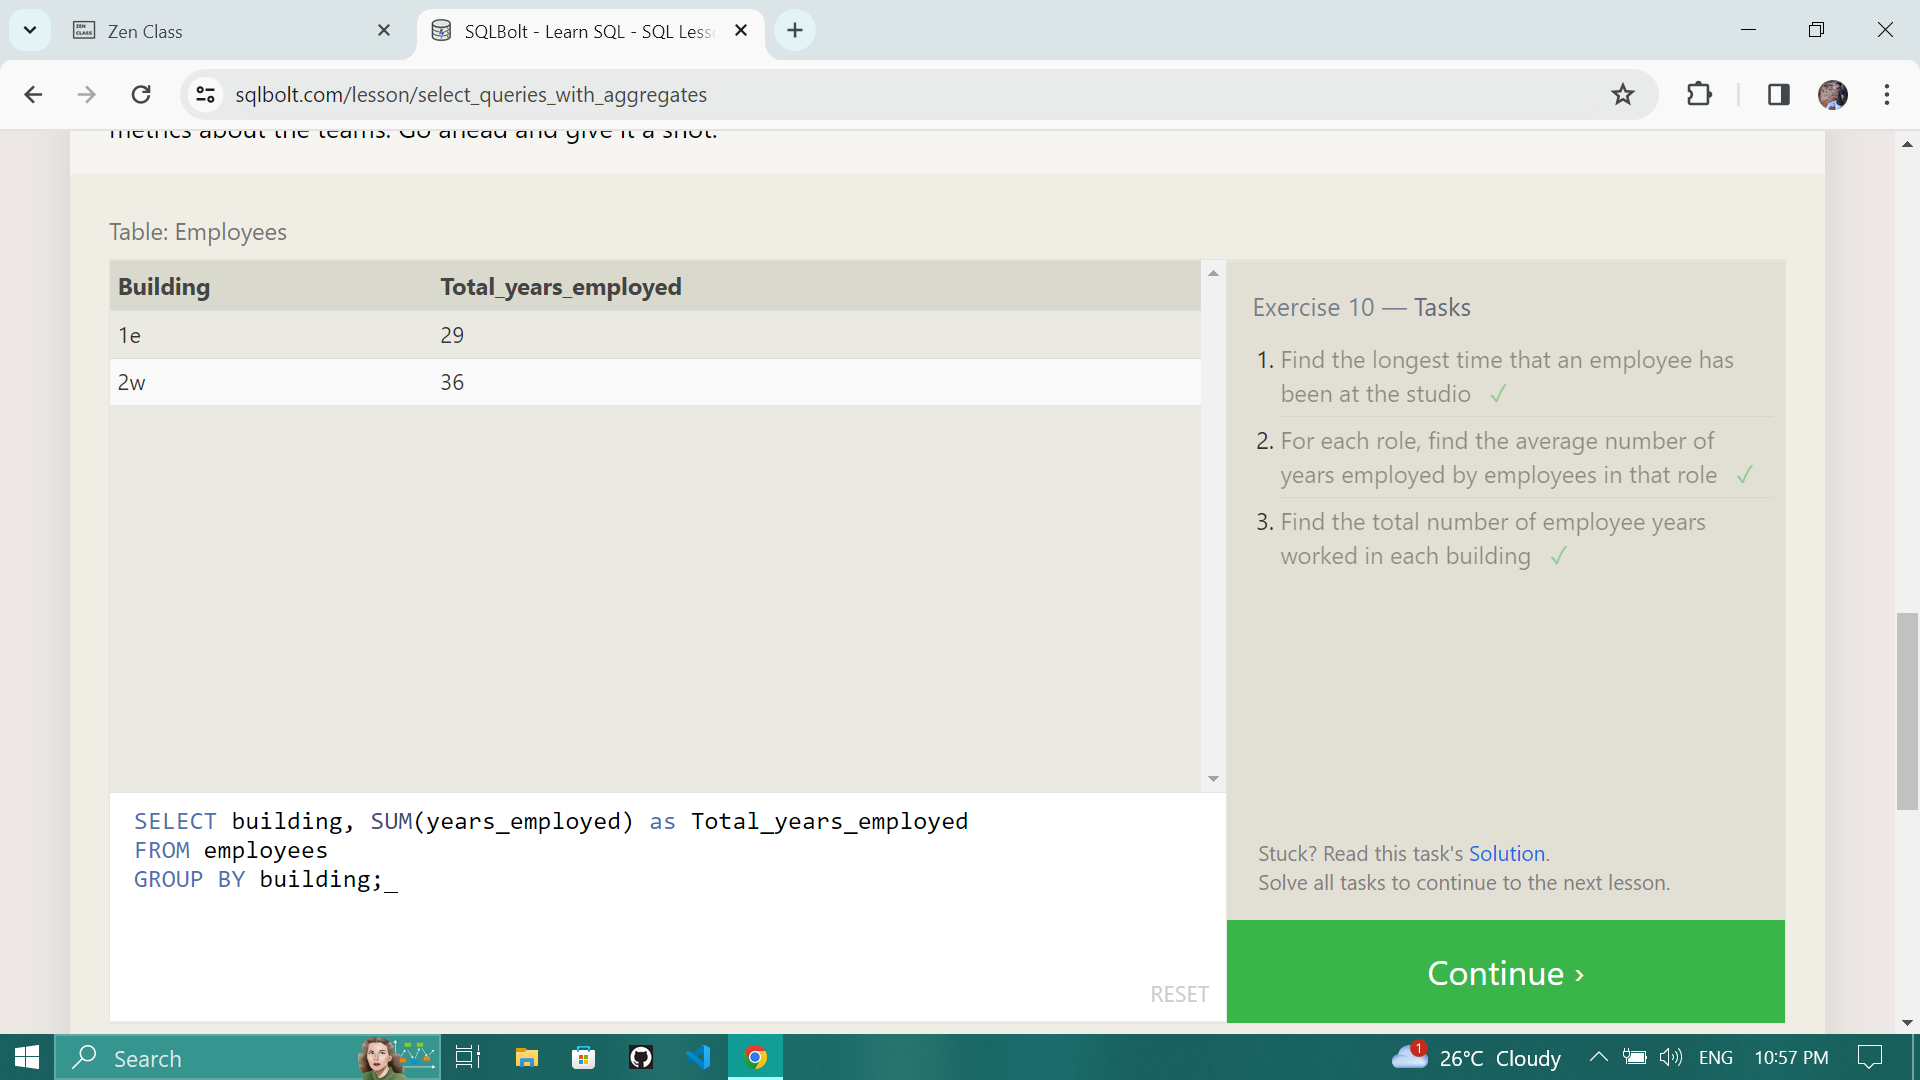 Zen Class
SQLBolt - Learn SQL - SQL Less
sqlbolt.com/lesson/select_queries_with_aggregates
metrics about the teams. Go ahead and give it a shot.
Table: Employees
Building Total_years_employed
1e 29
2w 36
SELECT building, SUM(years_employed) as Total_years_employed
FROM employees
GROUP BY building;_
RESET
Exercise 10 — Tasks
1. Find the longest time that an employee has
been at the studio ✓
2. For each role, find the average number of
years employed by employees in that role ✓
3. Find the total number of employee years
worked in each building ✓
Stuck? Read this task's Solution.
Solve all tasks to continue to the next lesson.
Continue ›
Search
1
26°C Cloudy
ENG
10:57 PM